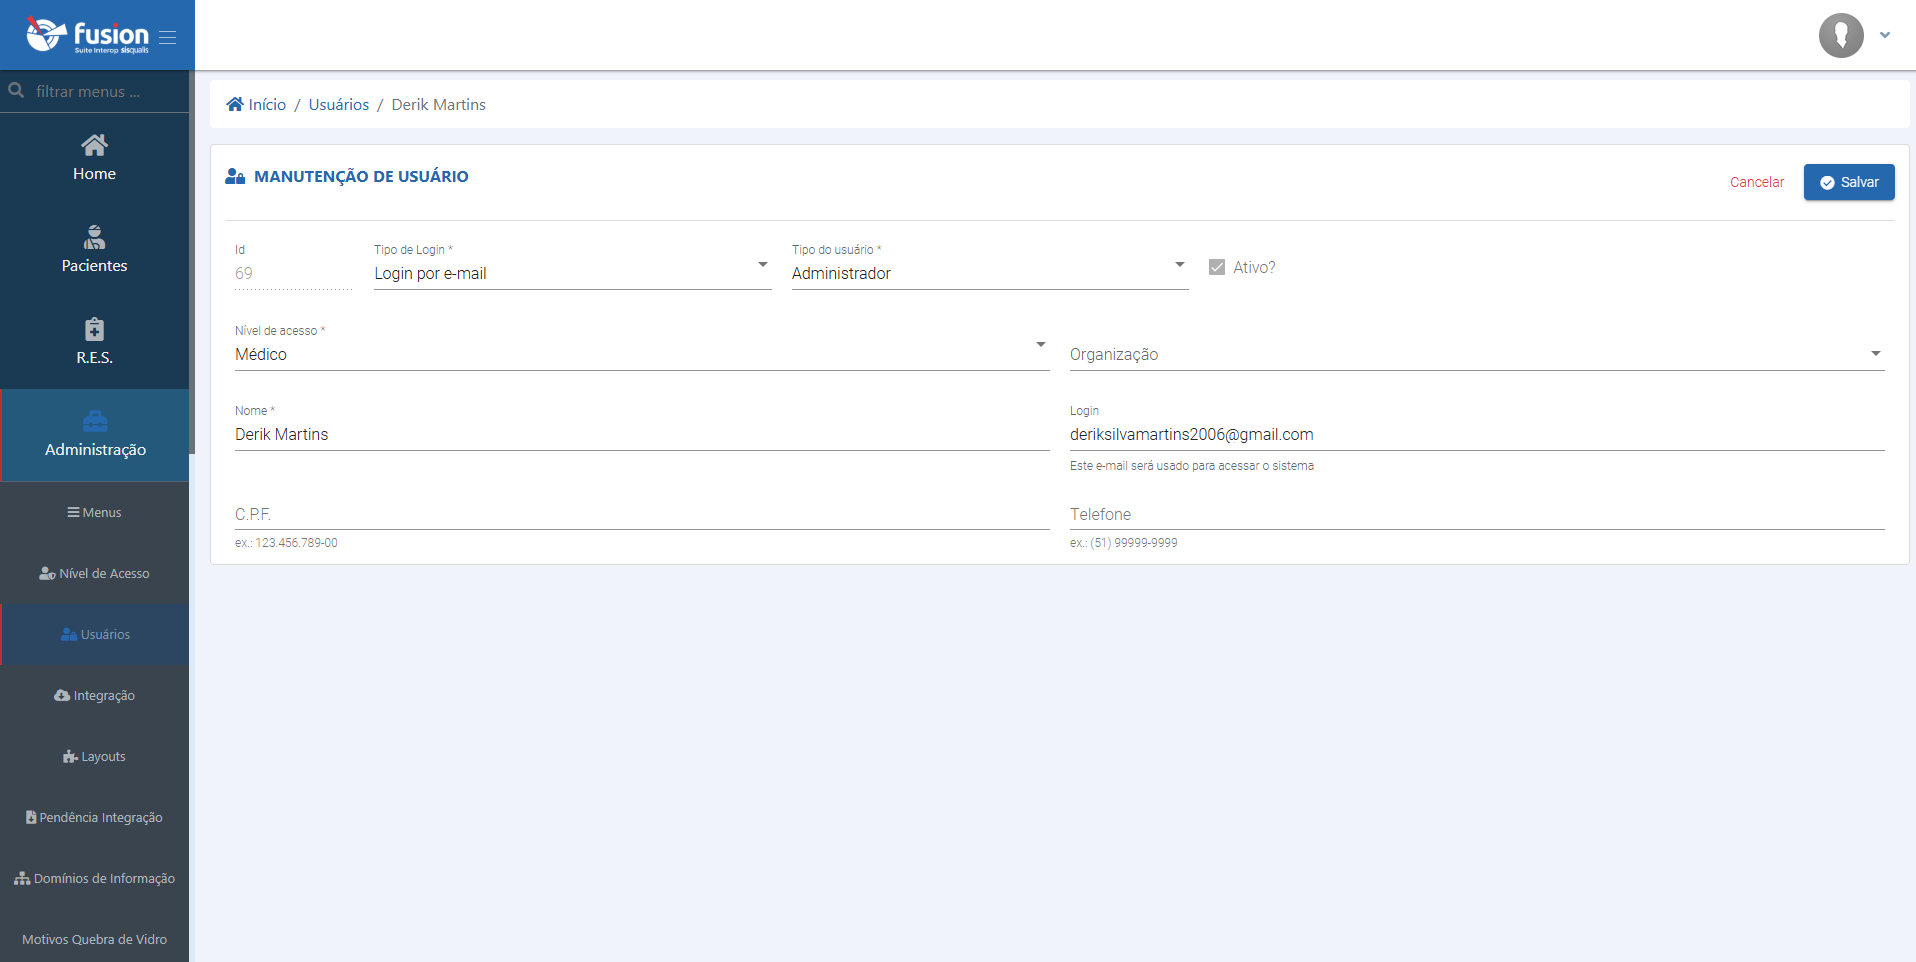 fusion
Suite Interop sisqualis
filtrar menus ...
Home
Pacientes
R.E.S.
Administração
Menus
Nível de Acesso
Usuários
Integração
Layouts
Pendência Integração
Domínios de Informação
Motivos Quebra de Vidro
Início / Usuários / Derik Martins
MANUTENÇÃO DE USUÁRIO
Cancelar
Salvar
Id
69
Tipo de Login *
Login por e-mail
Tipo do usuário *
Administrador
Ativo?
Nível de acesso *
Médico
Organização
Nome *
Derik Martins
Login
deriksilvamartins2006@gmail.com
Este e-mail será usado para acessar o sistema
C.P.F.
ex.: 123.456.789-00
Telefone
ex.: (51) 99999-9999